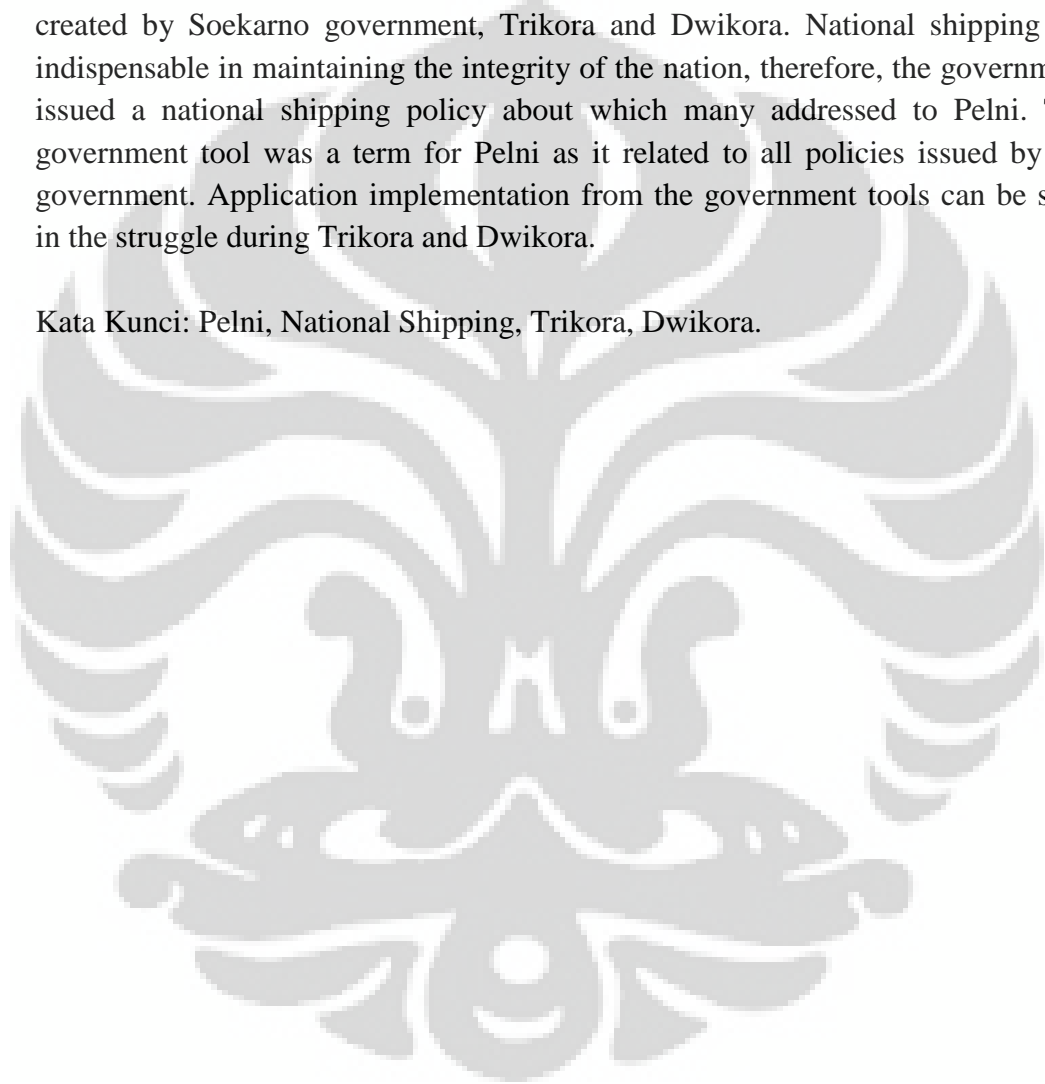 created by Soekarno government, Trikora and Dwikora. National shipping
indispensable in maintaining the integrity of the nation, therefore, the
issued a national shipping policy about which many addressed to Pelni.
government tool was a term for Pelni as it related to all policies issued by
government. Application implementation from the government tools can be
in the struggle during Trikora and Dwikora.
Kata Kunci: Pelni, National Shipping, Trikora, Dwikora.